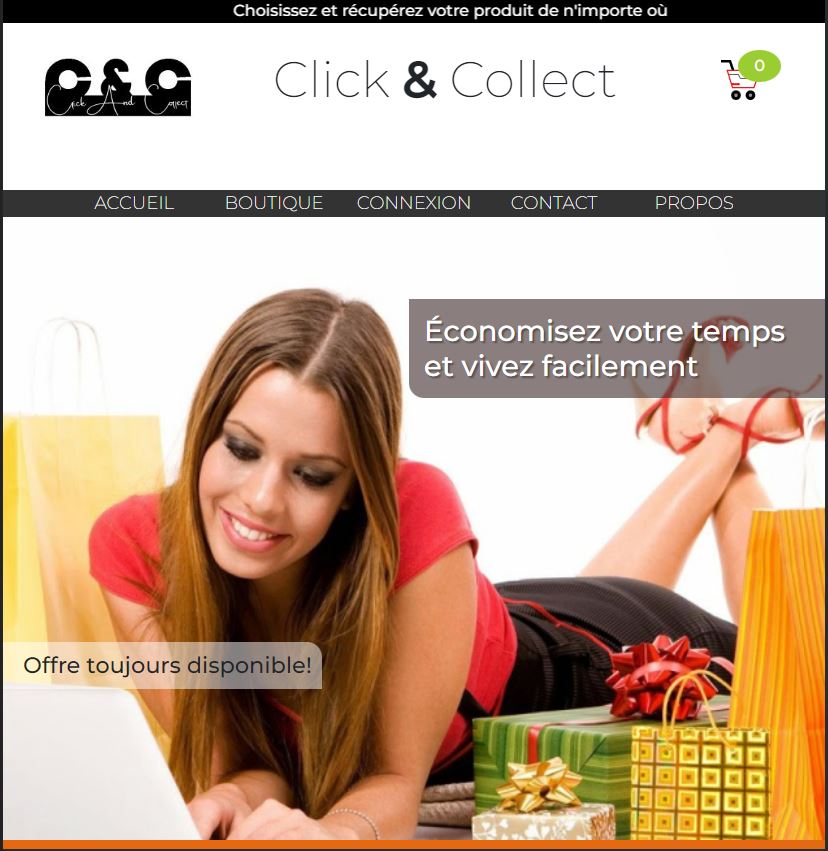 Choisissez et récupérez votre produit de n'importe où
C&C
Click And Collect
Click & Collect
0
ACCUEIL BOUTIQUE CONNEXION CONTACT PROPOS
Économisez votre temps
et vivez facilement
Offre toujours disponible!